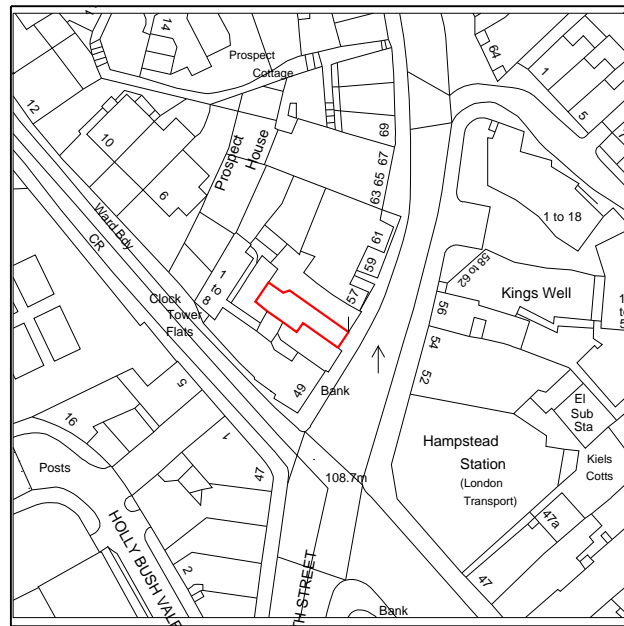 14
Prospect
Cottage
64
1
5
12
10
6
Prospect
House
69
67
65
63
61
59
57
1 to 18
58 to 62
Kings Well
56
54
52
Ward Bdy
CR
1
to
8
Clock
Tower
Flats
49
Bank
El
Sub
Sta
Hampstead
Station
(London
Transport)
Kiels
Cotts
5
16
1
Posts
47
108.7m
47a
47
HOLLY BUSH VALE
2
Bank